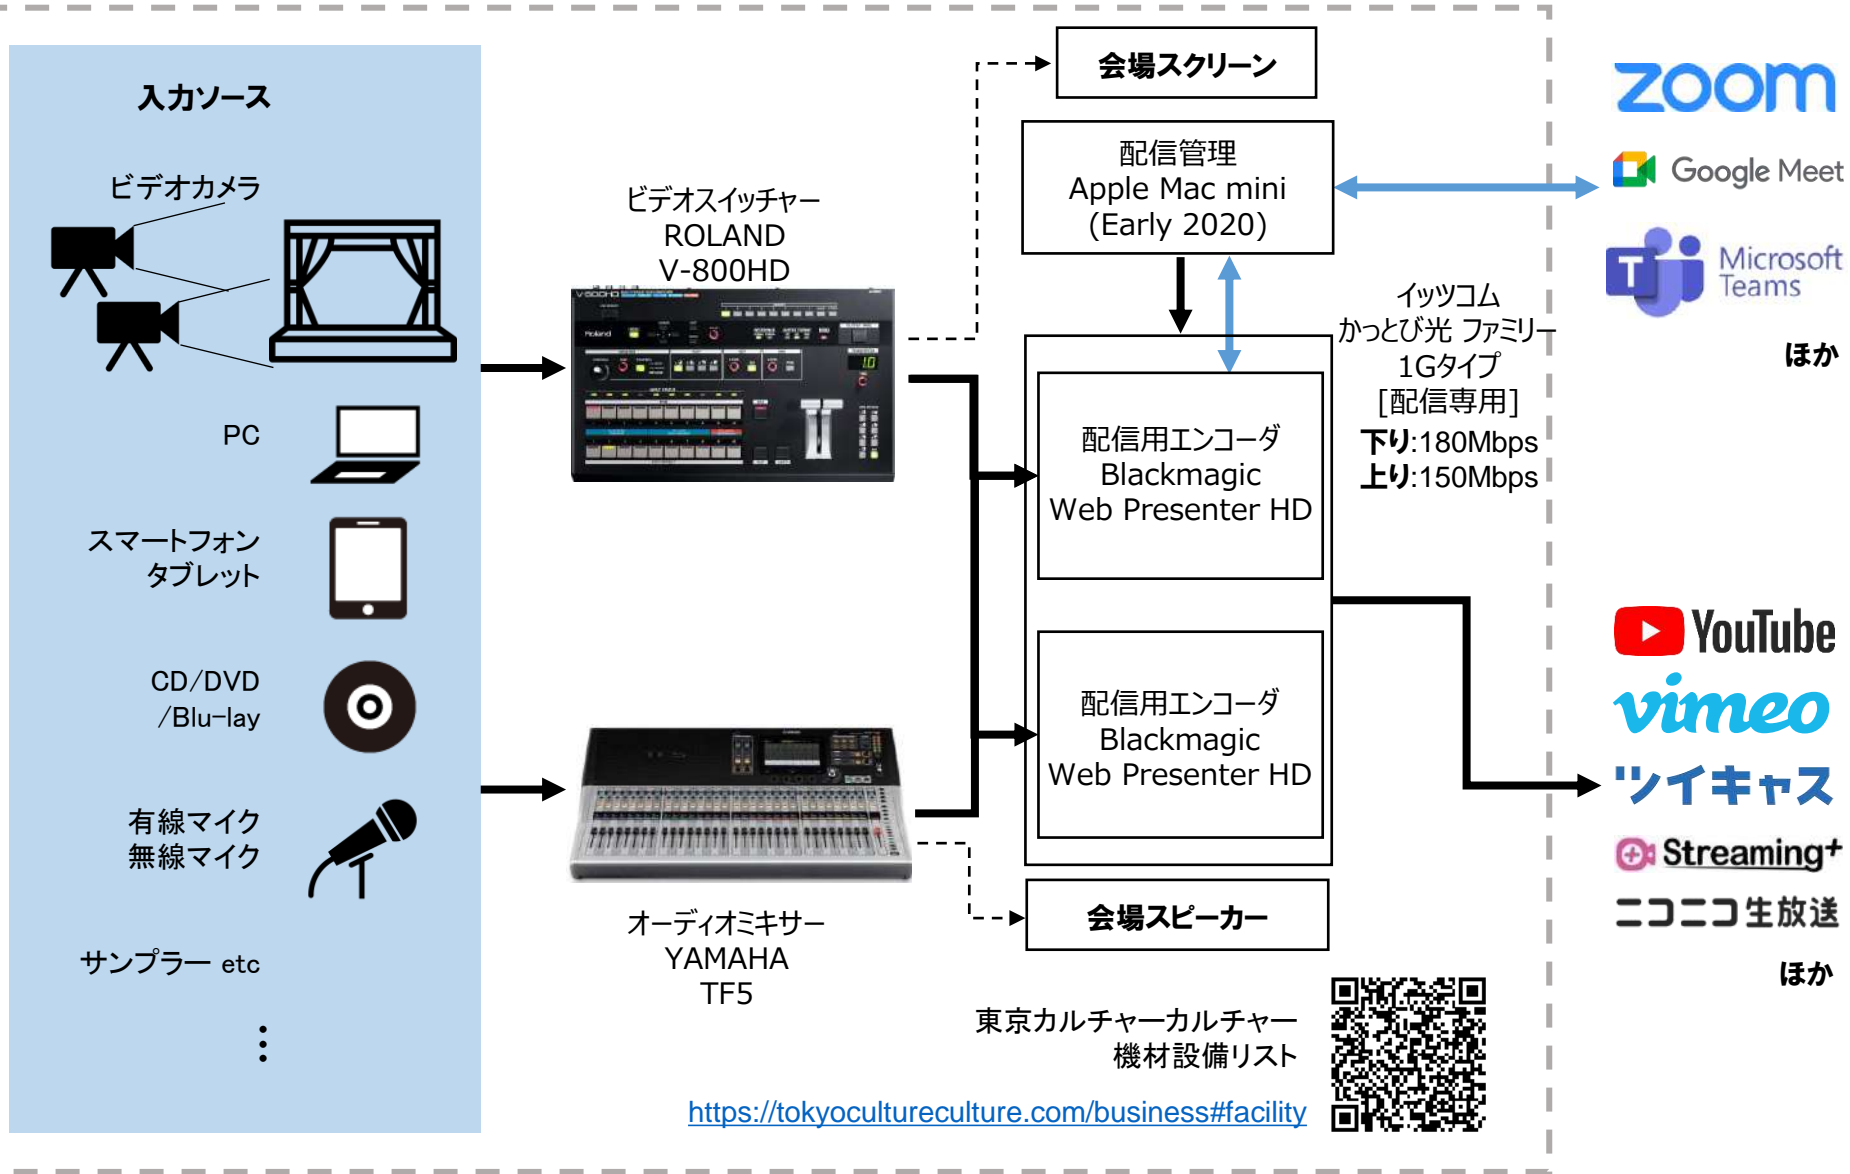 入力ソース
ビデオカメラ
PC
スマートフォン
タブレット
CD/DVD
/Blu-lay
有線マイク
無線マイク
サンプラー etc
⋮
ビデオスイッチャー
ROLAND
V-800HD
V-800HD
Roland
1.0
オーディオミキサー
YAMAHA
TF5
会場スクリーン
配信管理
Apple Mac mini
(Early 2020)
配信用エンコーダ
Blackmagic
Web Presenter HD
配信用エンコーダ
Blackmagic
Web Presenter HD
会場スピーカー
イッツコム
かっとび光 ファミリー
1Gタイプ
[配信専用]
下り:180Mbps
上り:150Mbps
zoom
Google Meet
T
Microsoft
Teams
ほか
YouTube
vimeo
ツイキャス
Streaming+
ニコニコ生放送
ほか
東京カルチャーカルチャー
機材設備リスト
https://tokyocultureculture.com/business#facility